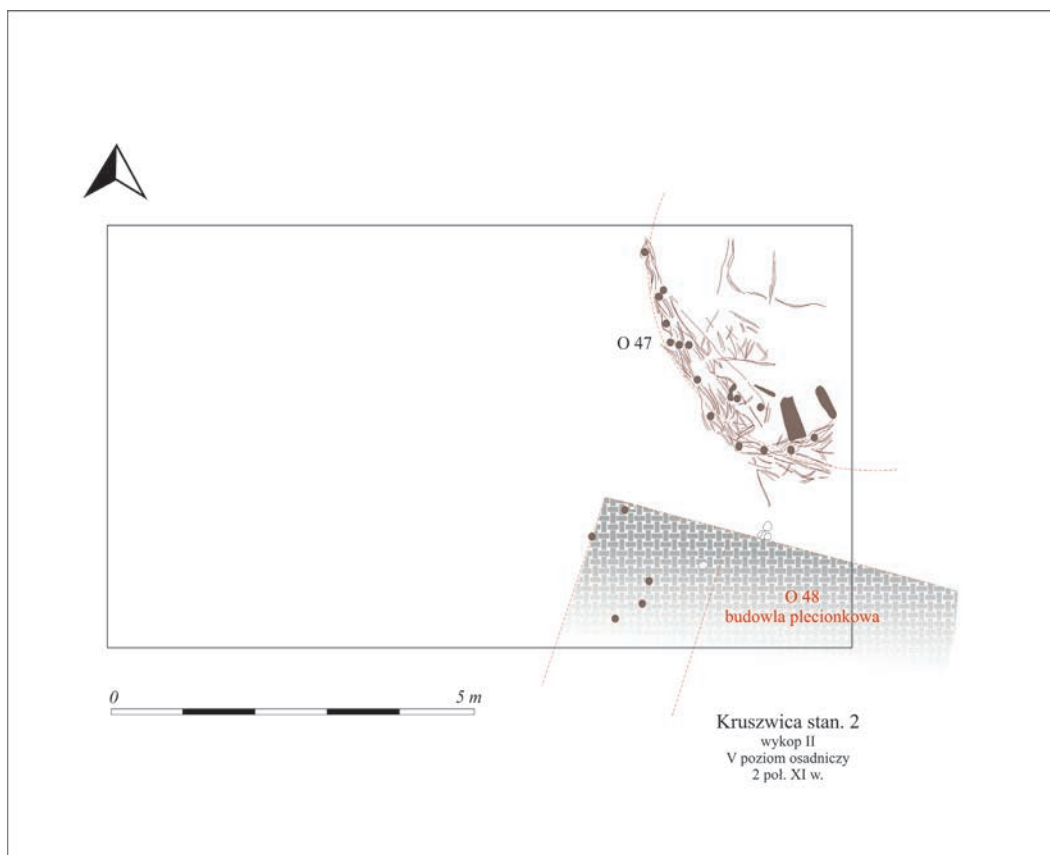 O 47
O 48
budowla plecionkowa
0 5 m
Kruszwica stan. 2
wykop II
V poziom osadniczy
2 poł. XI w.